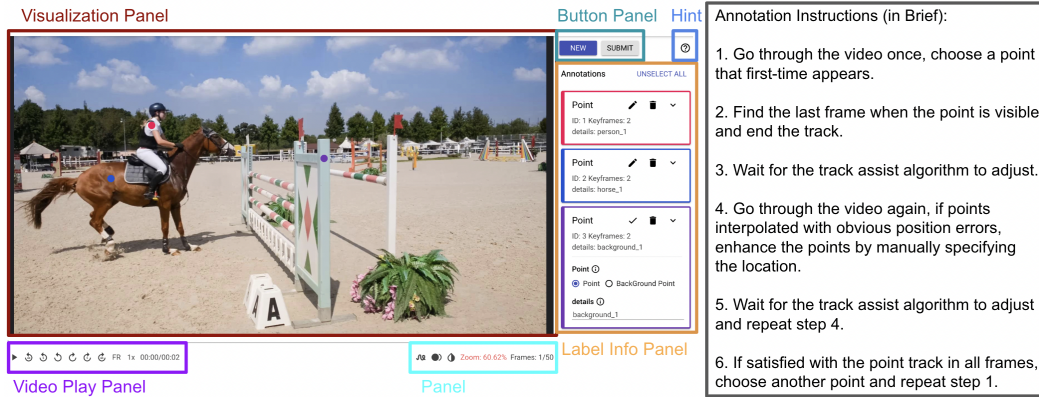 Visualization Panel
Button Panel
Hint
NEW
SUBMIT
Annotations
UNSELECT ALL
Point
ID: 1 Keyframes: 2
details: person_1
Point
ID: 2 Keyframes: 2
details: horse_1
Point
ID: 3 Keyframes: 2
details: background_1
Point
Point
BackGround Point
details
background_1
A
Label Info Panel
FR 1x 00:00/00:02
Zoom: 60.62% Frames: 1/50
Video Play Panel
Panel
Annotation Instructions (in Brief):
1. Go through the video once, choose a point
that first-time appears.
2. Find the last frame when the point is visible
and end the track.
3. Wait for the track assist algorithm to adjust.
4. Go through the video again, if points
interpolated with obvious position errors,
enhance the points by manually specifying
the location.
5. Wait for the track assist algorithm to adjust
and repeat step 4.
6. If satisfied with the point track in all frames,
choose another point and repeat step 1.